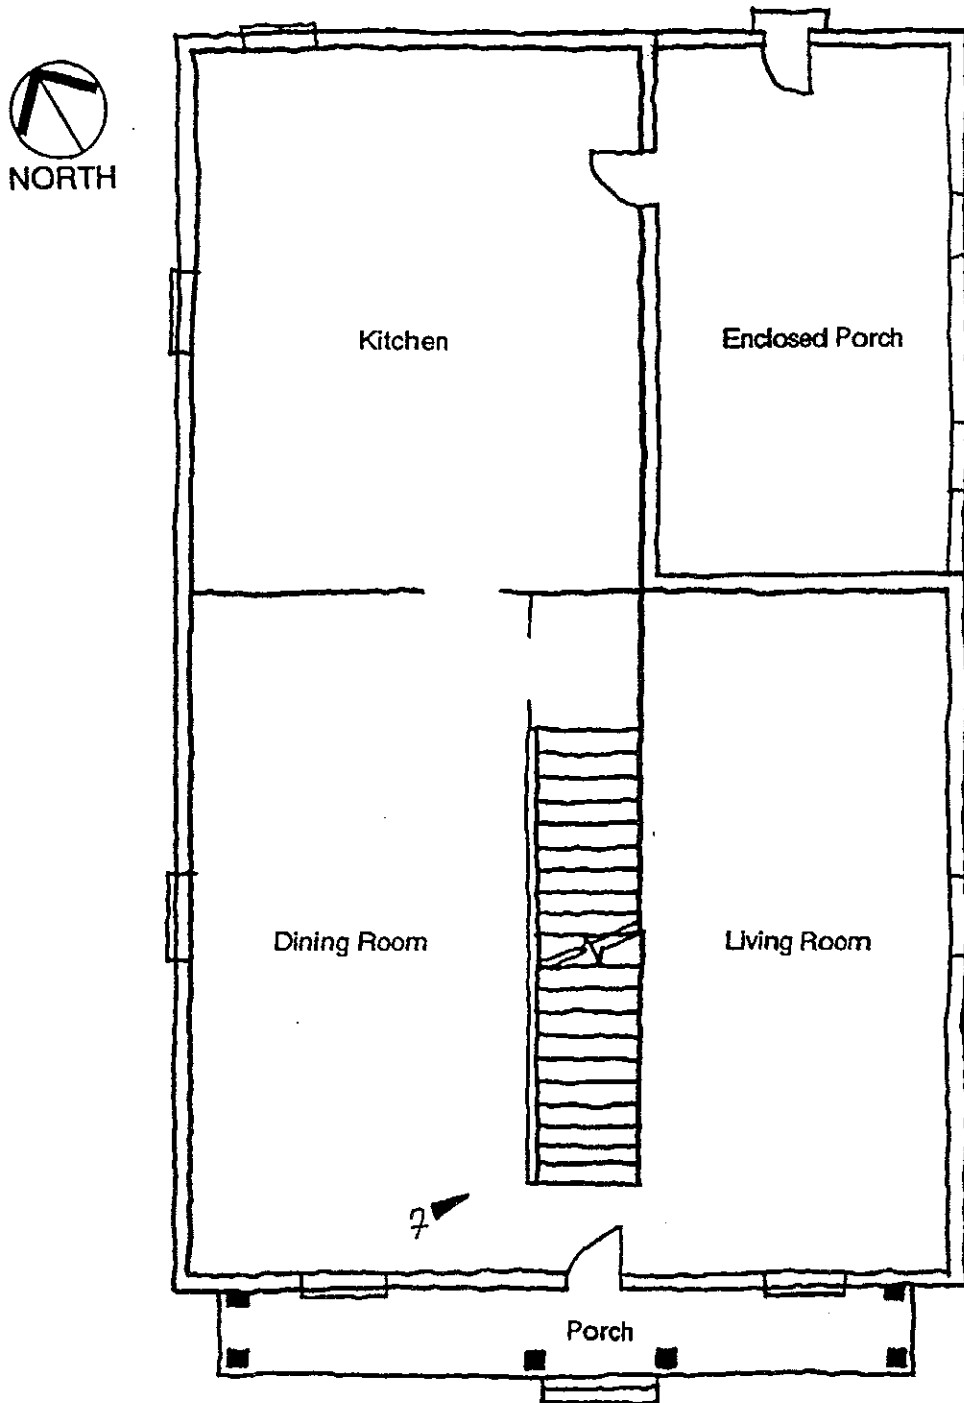 NORTH
Kitchen
Enclosed Porch
Dining Room
Living Room
7
Porch